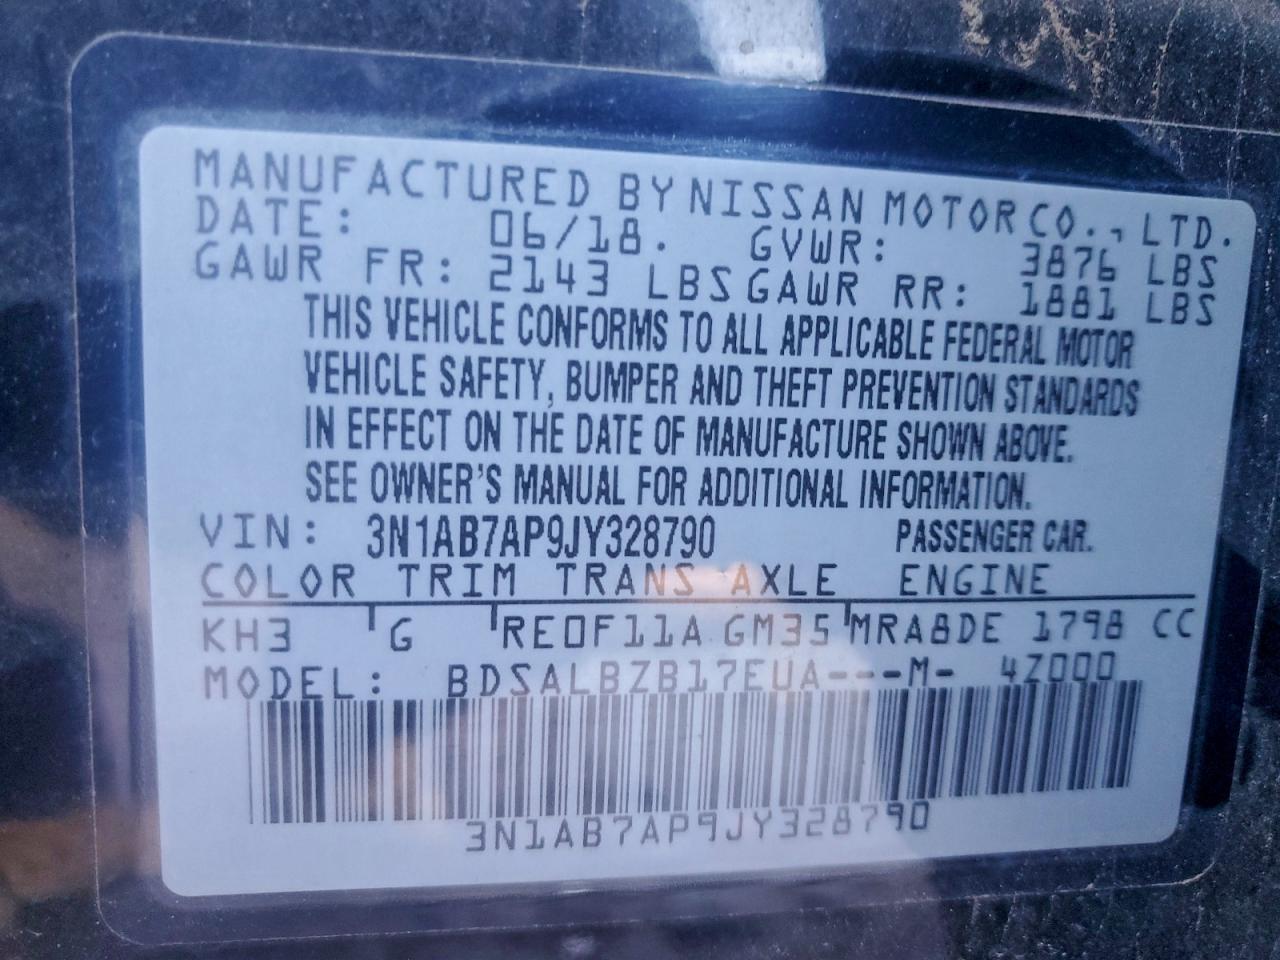 MANUFACTURED BY NISSAN MOTOR CO., LTD.
DATE: 06/18. GVWR: 3876 LBS
GAWR FR: 2143 LBS GAWR RR: 1881 LBS
THIS VEHICLE CONFORMS TO ALL APPLICABLE FEDERAL MOTOR
VEHICLE SAFETY, BUMPER AND THEFT PREVENTION STANDARDS
IN EFFECT ON THE DATE OF MANUFACTURE SHOWN ABOVE.
SEE OWNER'S MANUAL FOR ADDITIONAL INFORMATION.
VIN: 3N1AB7AP9JY328790 PASSENGER CAR.
COLOR TRIM TRANS AXLE ENGINE
KH3 G RE0F11A GM35 MRA8DE 1798 CC
MODEL: BDSALBZB17EUA---M- 4Z000
3N1AB7AP9JY328790